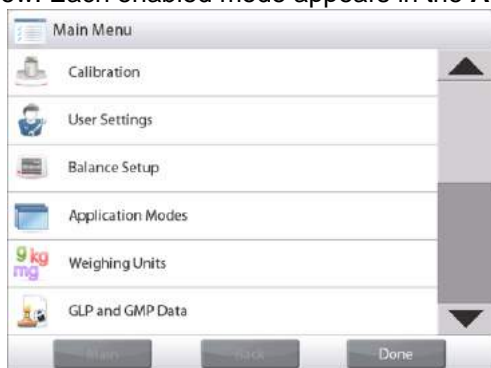 Each enabled mode appears in the
Main Menu
Calibration
User Settings
Balance Setup
Application Modes
g kg
mg
Weighing Units
GLP and GMP Data
Main Back Done